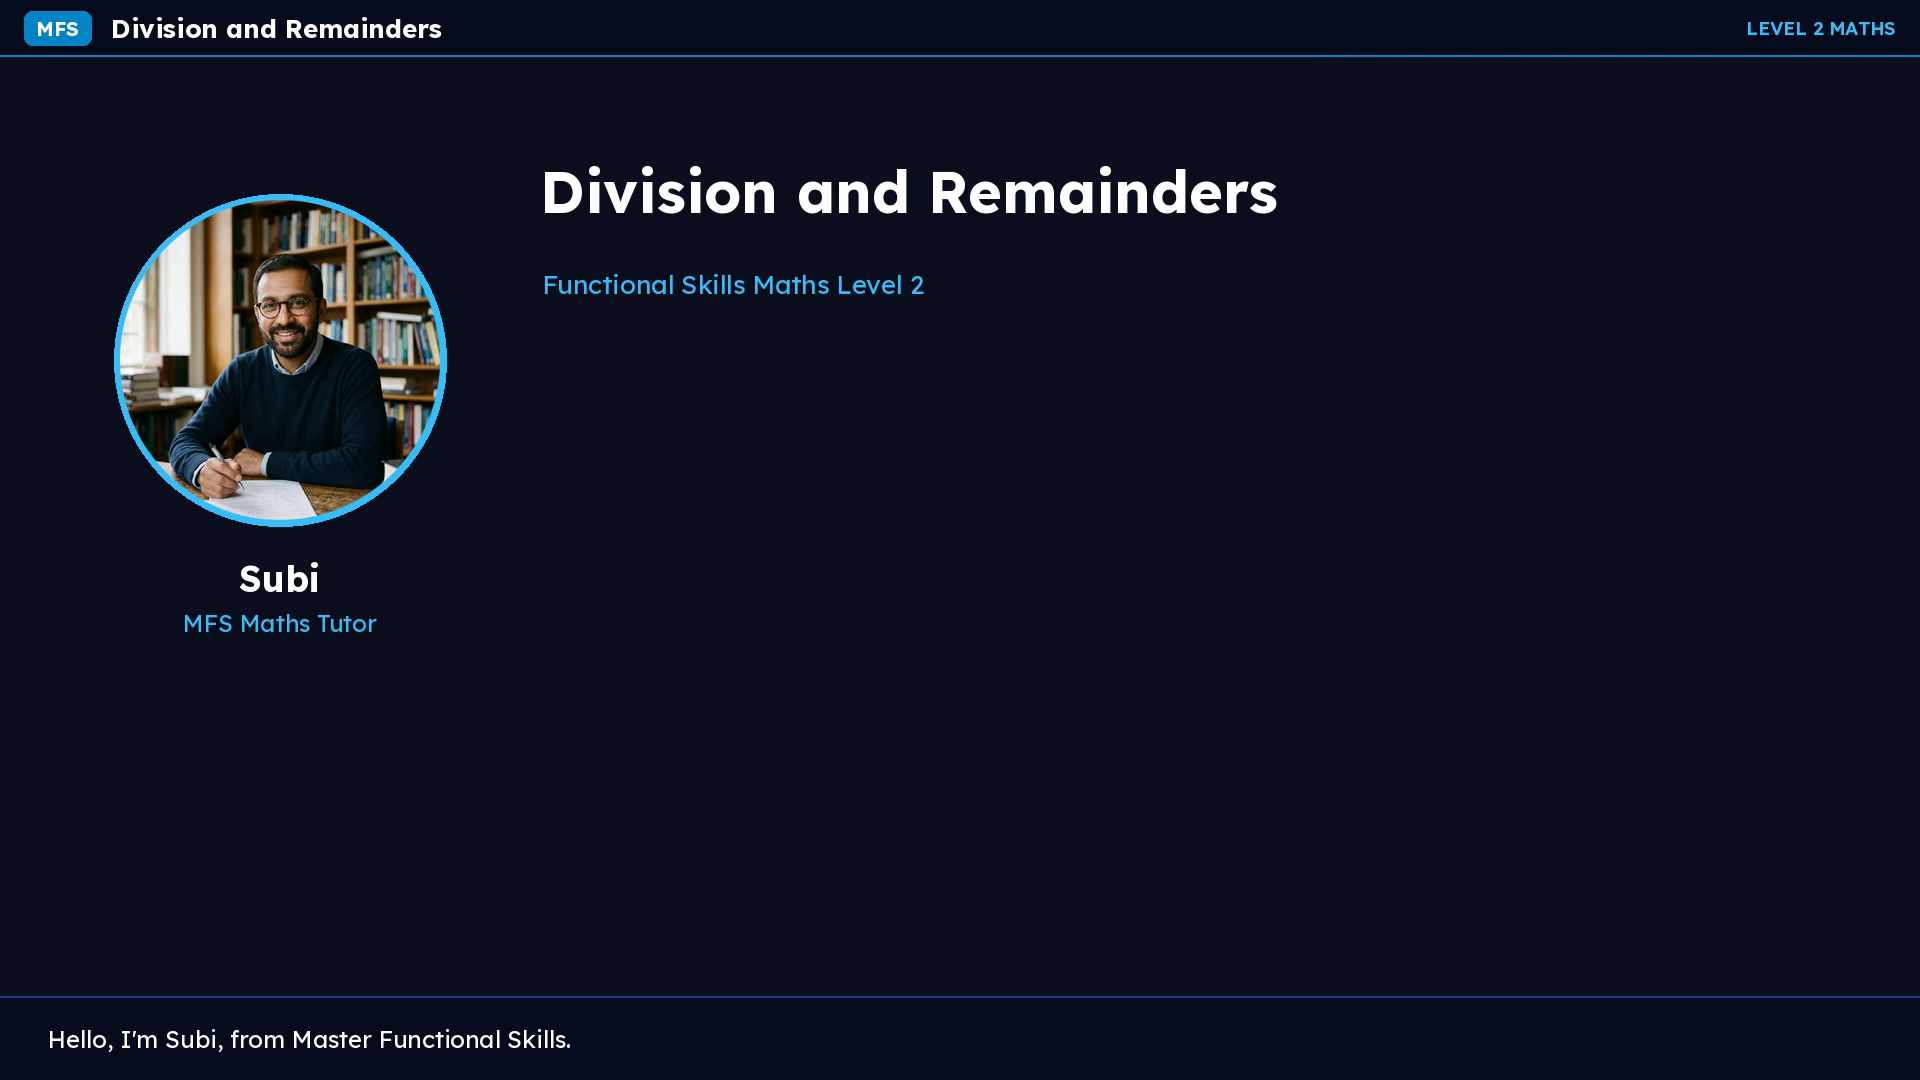 MFS Division and Remainders LEVEL 2 MATHS
Division and Remainders
Functional Skills Maths Level 2
Subi
MFS Maths Tutor
Hello, I'm Subi, from Master Functional Skills.